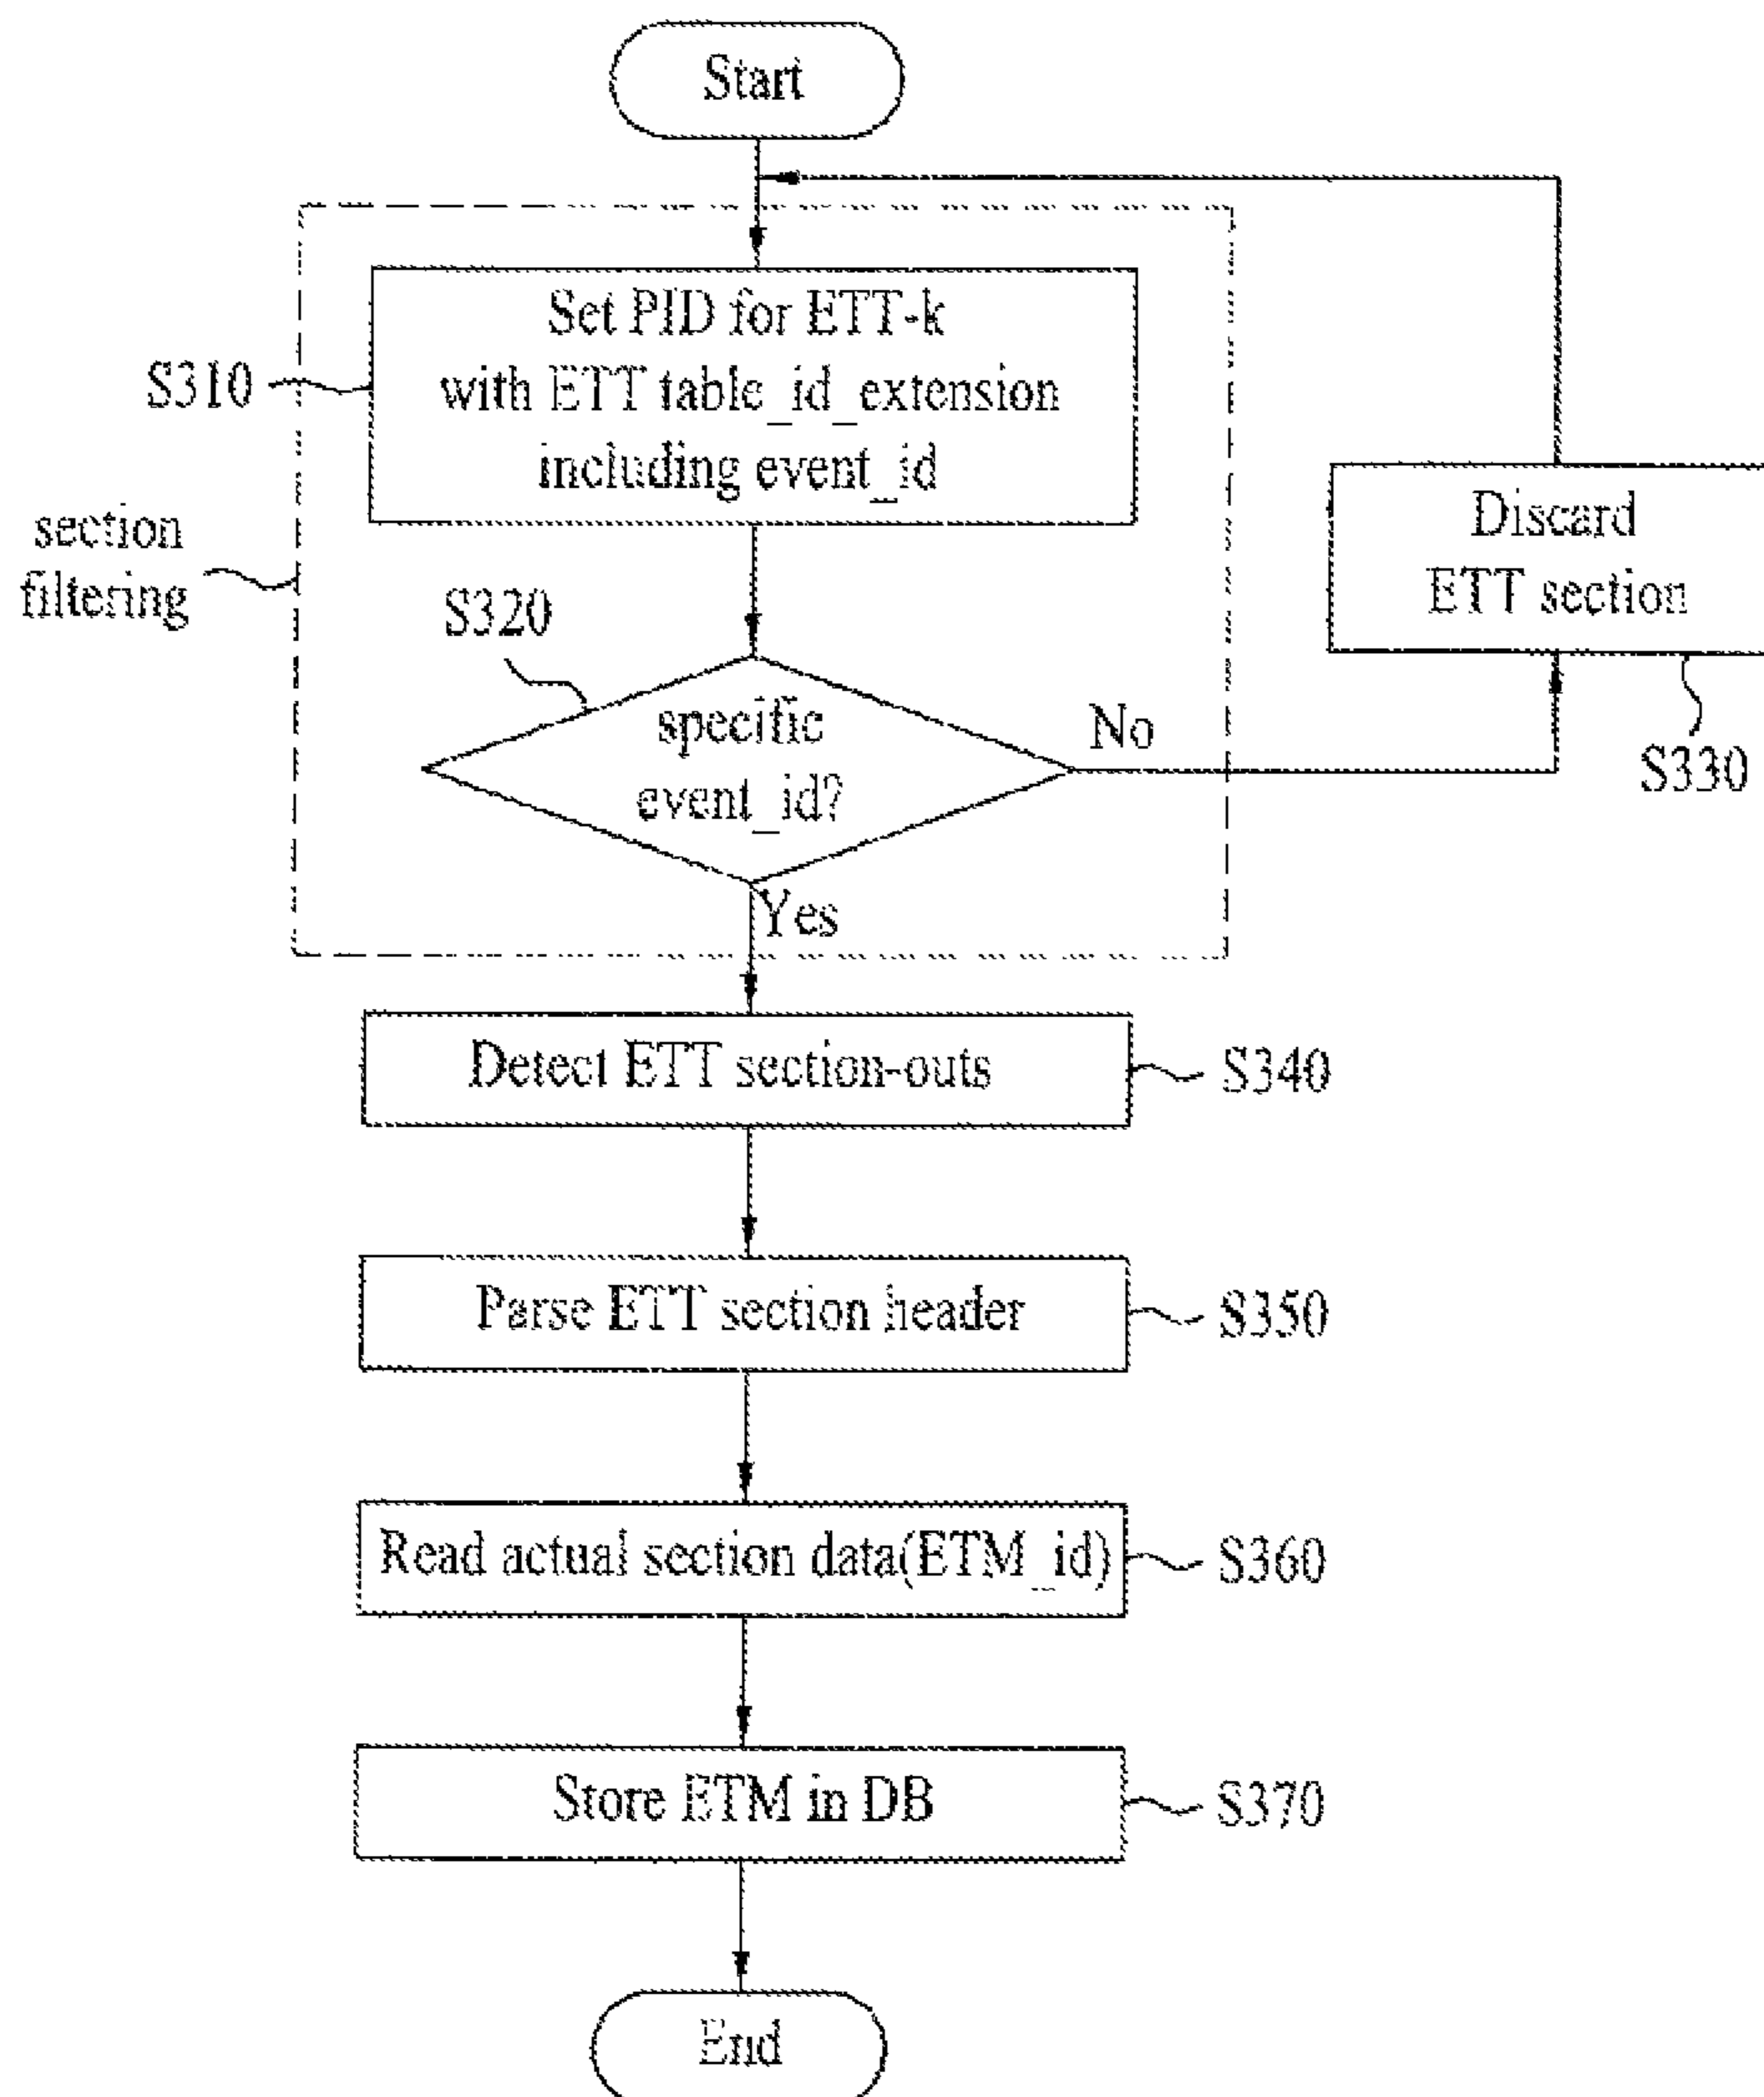 Start
Set PID for ETT-k
with ETT table_id_extension
including event_id
S310
section
filtering
Discard
ETT section
S330
S320
specific
event_id?
No
Yes
Detect ETT section-outs
S340
Parse ETT section header
S350
Read actual section data(ETM_id)
S360
Store ETM in DB
S370
End